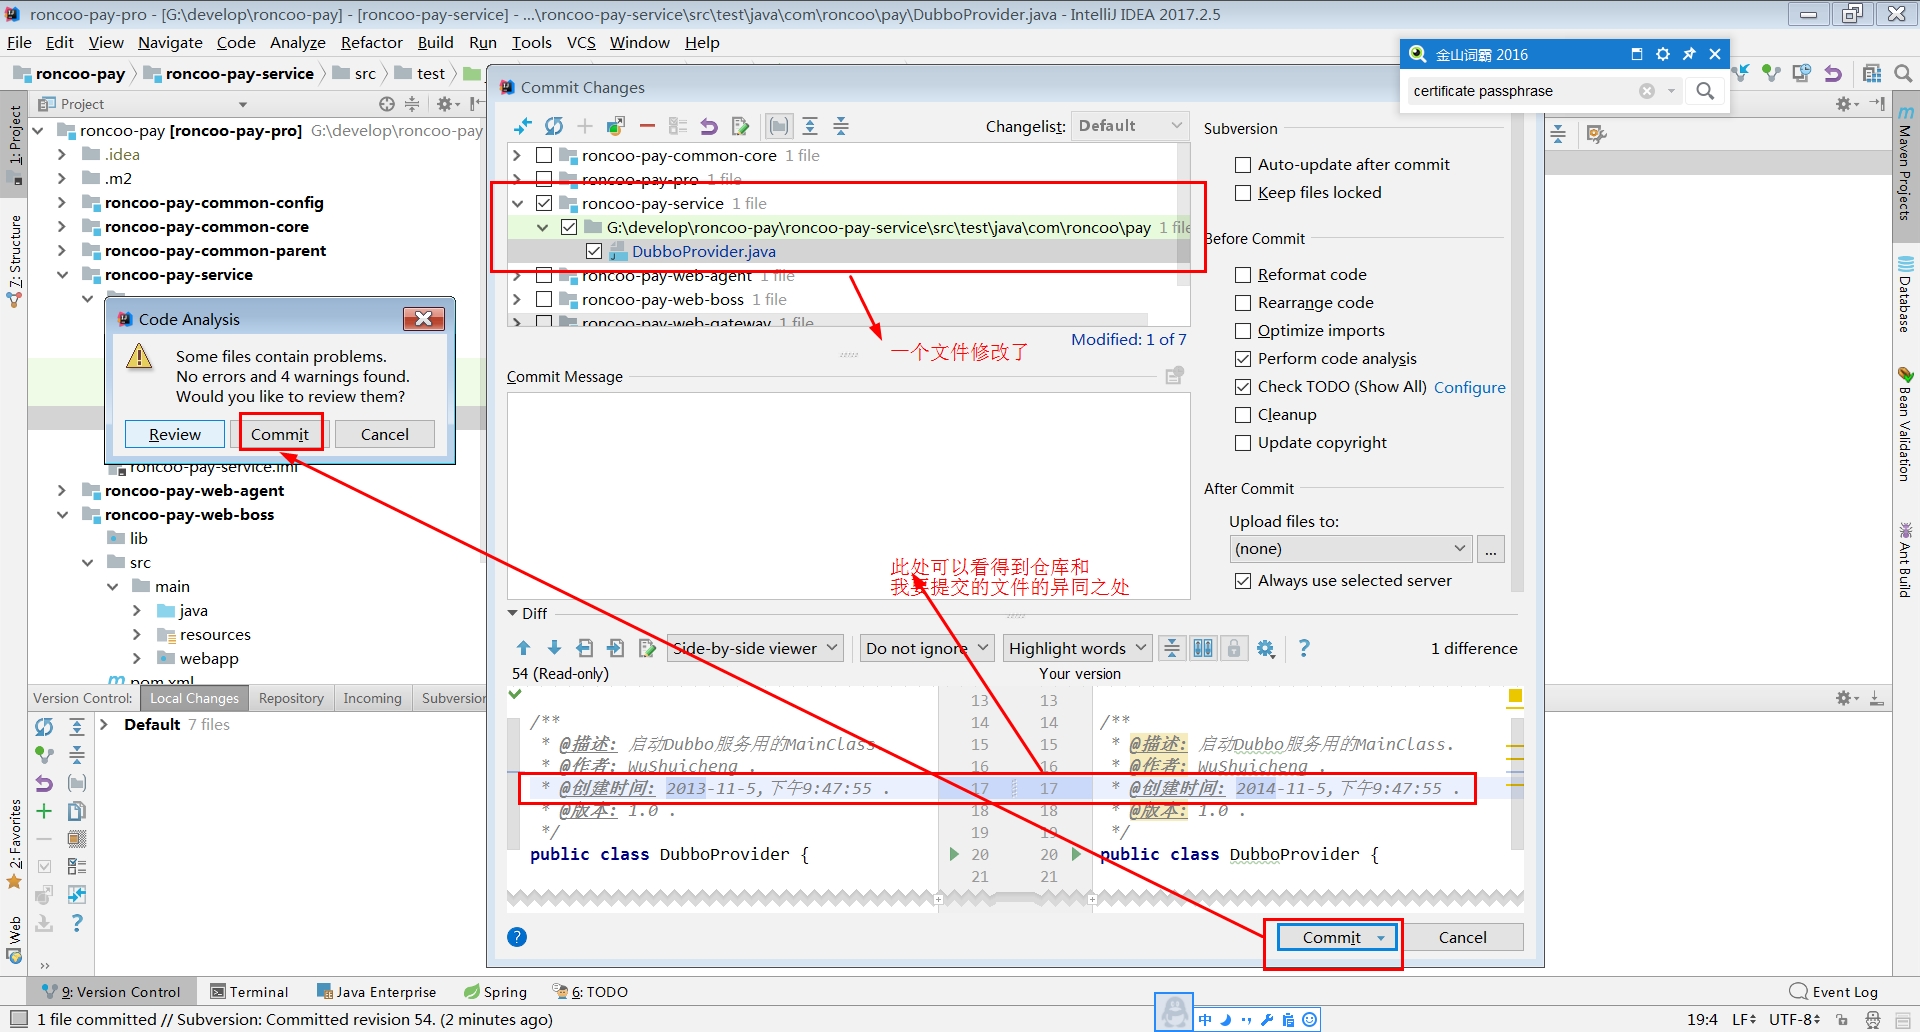 roncoo-pay-pro - [G:\develop\roncoo-pay] - [roncoo-pay-service] - ...\roncoo-pay-service\src\test\java\com\roncoo\pay\DubboProvider.java - IntelliJ IDEA 2017.2.5
File Edit View Navigate Code Analyze Refactor Build Run Tools VCS Window Help
金山词霸 2016
certificate passphrase
roncoo-pay roncoo-pay-service src test
Project
roncoo-pay [roncoo-pay-pro] G:\develop\roncoo-pay
.idea
.m2
roncoo-pay-common-config
roncoo-pay-common-core
roncoo-pay-common-parent
roncoo-pay-service
roncoo-pay-service.iml
roncoo-pay-web-agent
roncoo-pay-web-boss
lib
src
main
java
resources
webapp
pom.xml
1: Project
7: Structure
2: Favorites
Web
Code Analysis
Some files contain problems.
No errors and 4 warnings found.
Would you like to review them?
Review Commit Cancel
Commit Changes
Changelist: Default
roncoo-pay-common-core 1 file
roncoo-pay-pro 1 file
roncoo-pay-service 1 file
G:\develop\roncoo-pay\roncoo-pay-service\src\test\java\com\roncoo\pay 1 file
DubboProvider.java
roncoo-pay-web-agent 1 file
roncoo-pay-web-boss 1 file
roncoo-pay-web-gateway 1 file
Modified: 1 of 7
一个文件修改了
Commit Message
此处可以看得到仓库和
我要提交的文件的异同之处
Subversion
Auto-update after commit
Keep files locked
Before Commit
Reformat code
Rearrange code
Optimize imports
Perform code analysis
Check TODO (Show All) Configure
Cleanup
Update copyright
After Commit
Upload files to:
(none)
...
Always use selected server
Diff
Side-by-side viewer Do not ignore Highlight words ? 1 difference
54 (Read-only) Your version
13 13
/** 14 14 /**
* @描述: 启动Dubbo服务用的MainClass 15 15 * @描述: 启动Dubbo服务用的MainClass.
* @作者: WuShuicheng . 16 16 * @作者: WuShuicheng .
* @创建时间: 2013-11-5,下午9:47:55 . 17 17 * @创建时间: 2014-11-5,下午9:47:55 .
* @版本: 1.0 . 18 18 * @版本: 1.0 .
*/ 19 19 */
public class DubboProvider { 20 20 public class DubboProvider {
21 21
? Commit Cancel
Maven Projects
Database
Bean Validation
Ant Build
Version Control: Local Changes Repository Incoming Subversion
Default 7 files
9: Version Control Terminal Java Enterprise Spring 6: TODO Event Log
1 file committed // Subversion: Committed revision 54. (2 minutes ago) 中 19:4 LF UTF-8